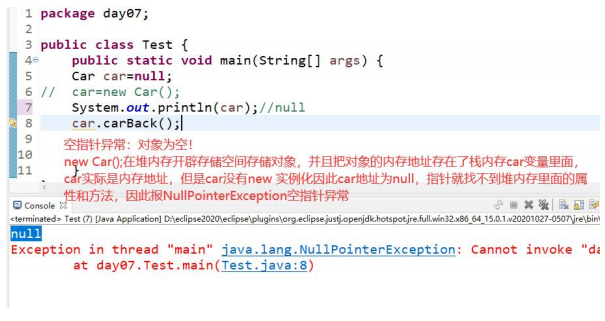 1 package day07;
2
3 public class Test {
4 public static void main(String[] args) {
5 Car car=null;
6 // car=new Car();
7 System.out.println(car);//null
8 car.carBack();
9 空指针异常：对象为空！
10 new Car();在堆内存开辟存储空间存储对象，并且把对象的内存地址存在了栈内存car变量里面，
11 } car实际是内存地址，但是car没有new 实例化因此car地址为null，指针就找不到堆内存里面的属
性和方法，因此报NullPointerException空指针异常
Console
<terminated> Test (7) [Java Application] D:\eclipse2020\eclipse\plugins\org.eclipse.justj.openjdk.hotspot.jre.full.win32.x86_64_15.0.1.v20201027-0507\jre\bin\
null
Exception in thread "main" java.lang.NullPointerException: Cannot invoke "da
at day07.Test.main(Test.java:8)